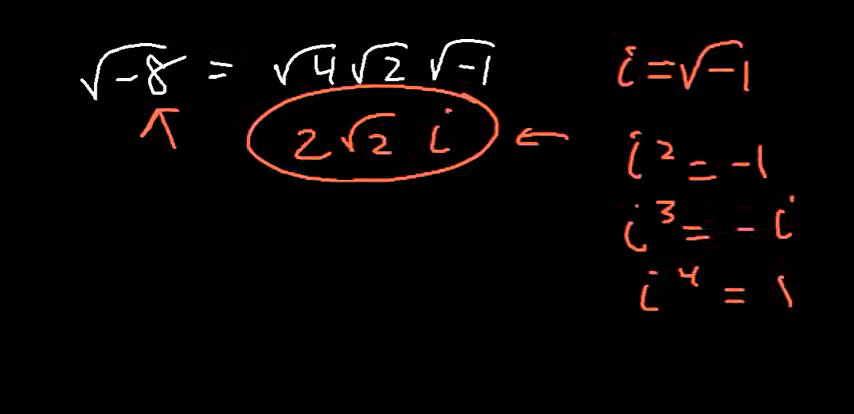 √-8 = √4 √2 √-1
2 √2 i
i = √-1
i² = -1
i³ = -i
i⁴ = 1